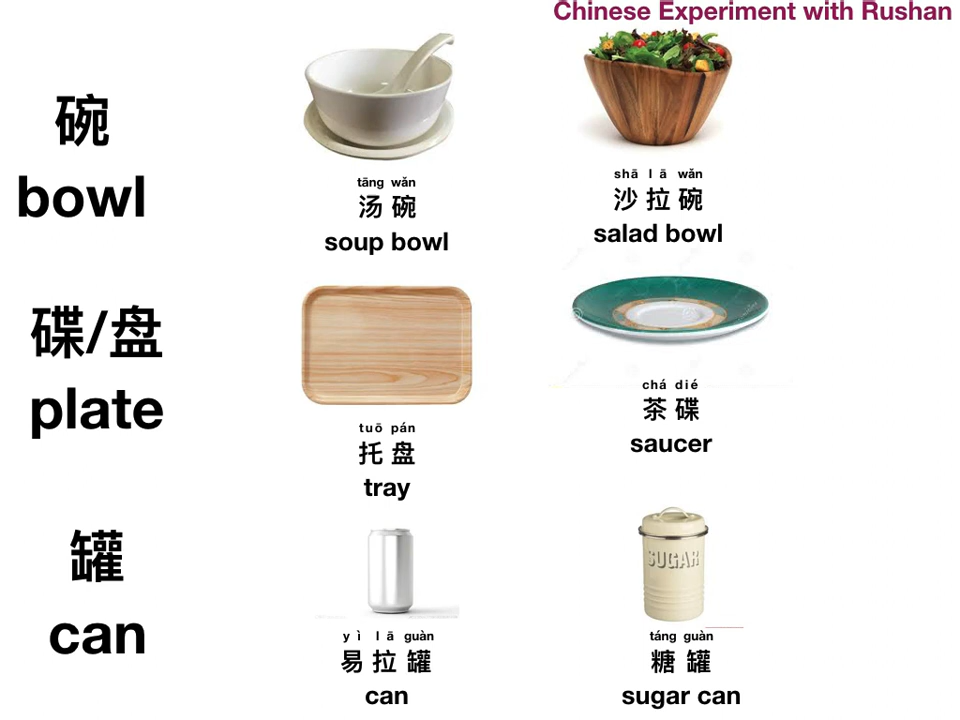 Chinese Experiment with Rushan
碗
bowl
tāng wǎn
汤 碗
soup bowl
shā lā wǎn
沙 拉 碗
salad bowl
碟/盘
plate
tuō pán
托 盘
tray
chá dié
茶 碟
saucer
罐
can
yì lā guàn
易 拉 罐
can
SUGAR
táng guàn
糖 罐
sugar can